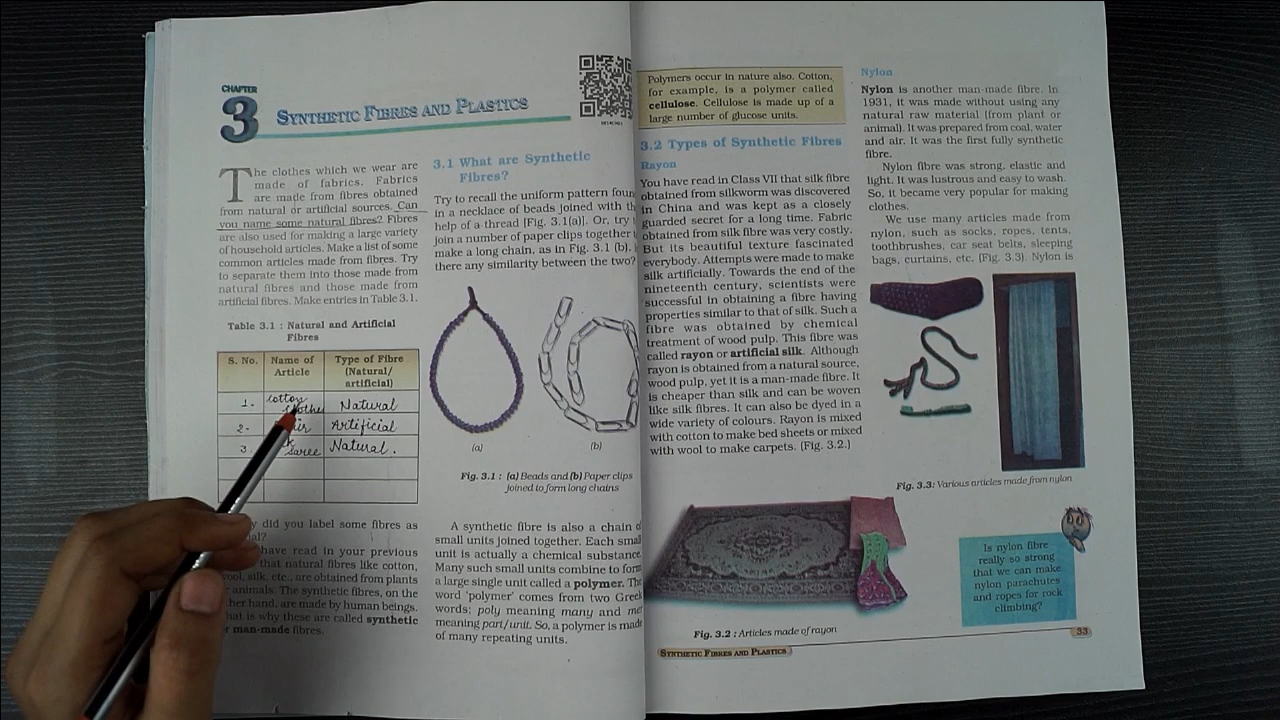 CHAPTER
3 SYNTHETIC FIBRES AND PLASTICS
The clothes which we wear are
made of fabrics. Fabrics
are made from fibres obtained
from natural or artificial sources. Can
you name some natural fibres? Fibres
are also used for making a large variety
of household articles. Make a list of some
common articles made from fibres. Try
to separate them into those made from
natural fibres and those made from
artificial fibres. Make entries in Table 3.1.
Table 3.1 : Natural and Artificial
Fibres
S. No. Name of Article Type of Fibre (Natural/ artificial)
1. cotton Natural
2. Artificial
3. saree Natural.
did you label some fibres as
have read in your previous
that natural fibres like cotton,
silk, etc., are obtained from plants
animals. The synthetic fibres, on the
hand, are made by human beings.
is why these are called synthetic
man-made fibres.
3.1 What are Synthetic
Fibres?
Try to recall the uniform pattern
in a necklace of beads joined with
help of a thread [Fig. 3.1(a)]. Or, try
join a number of paper clips together
make a long chain, as in Fig. 3.1 (b).
there any similarity between the two?
(a) (b)
Fig. 3.1 : (a) Beads and (b) Paper clips
joined to form long chains
A synthetic fibre is also a chain
small units joined together. Each small
unit is actually a chemical substance.
Many such small units combine to form
a large single unit called a polymer. The
word 'polymer' comes from two Greek
words; poly meaning many and
meaning part/unit. So, a polymer is made
of many repeating units.
Polymers occur in nature also. Cotton,
for example, is a polymer called
cellulose. Cellulose is made up of a
large number of glucose units.
3.2 Types of Synthetic Fibres
Rayon
You have read in Class VII that silk fibre
obtained from silkworm was discovered
in China and was kept as a closely
guarded secret for a long time. Fabric
obtained from silk fibre was very costly.
But its beautiful texture fascinated
everybody. Attempts were made to make
silk artificially. Towards the end of the
nineteenth century, scientists were
successful in obtaining a fibre having
properties similar to that of silk. Such a
fibre was obtained by chemical
treatment of wood pulp. This fibre was
called rayon or artificial silk. Although
rayon is obtained from a natural source,
wood pulp, yet it is a man-made fibre. It
is cheaper than silk and can be woven
like silk fibres. It can also be dyed in a
wide variety of colours. Rayon is mixed
with cotton to make bed sheets or mixed
with wool to make carpets. (Fig. 3.2.)
Fig. 3.2 : Articles made of rayon
Nylon
Nylon is another man-made fibre. In
1931, it was made without using any
natural raw material (from plant or
animal). It was prepared from coal, water
and air. It was the first fully synthetic
fibre.
Nylon fibre was strong, elastic and
light. It was lustrous and easy to wash.
So, it became very popular for making
clothes.
We use many articles made from
nylon, such as socks, ropes, tents,
toothbrushes, car seat belts, sleeping
bags, curtains, etc. (Fig. 3.3). Nylon is
Fig. 3.3: Various articles made from nylon
Is nylon fibre
really so strong
that we can make
nylon parachutes
and ropes for rock
climbing?
SYNTHETIC FIBRES AND PLASTICS
33